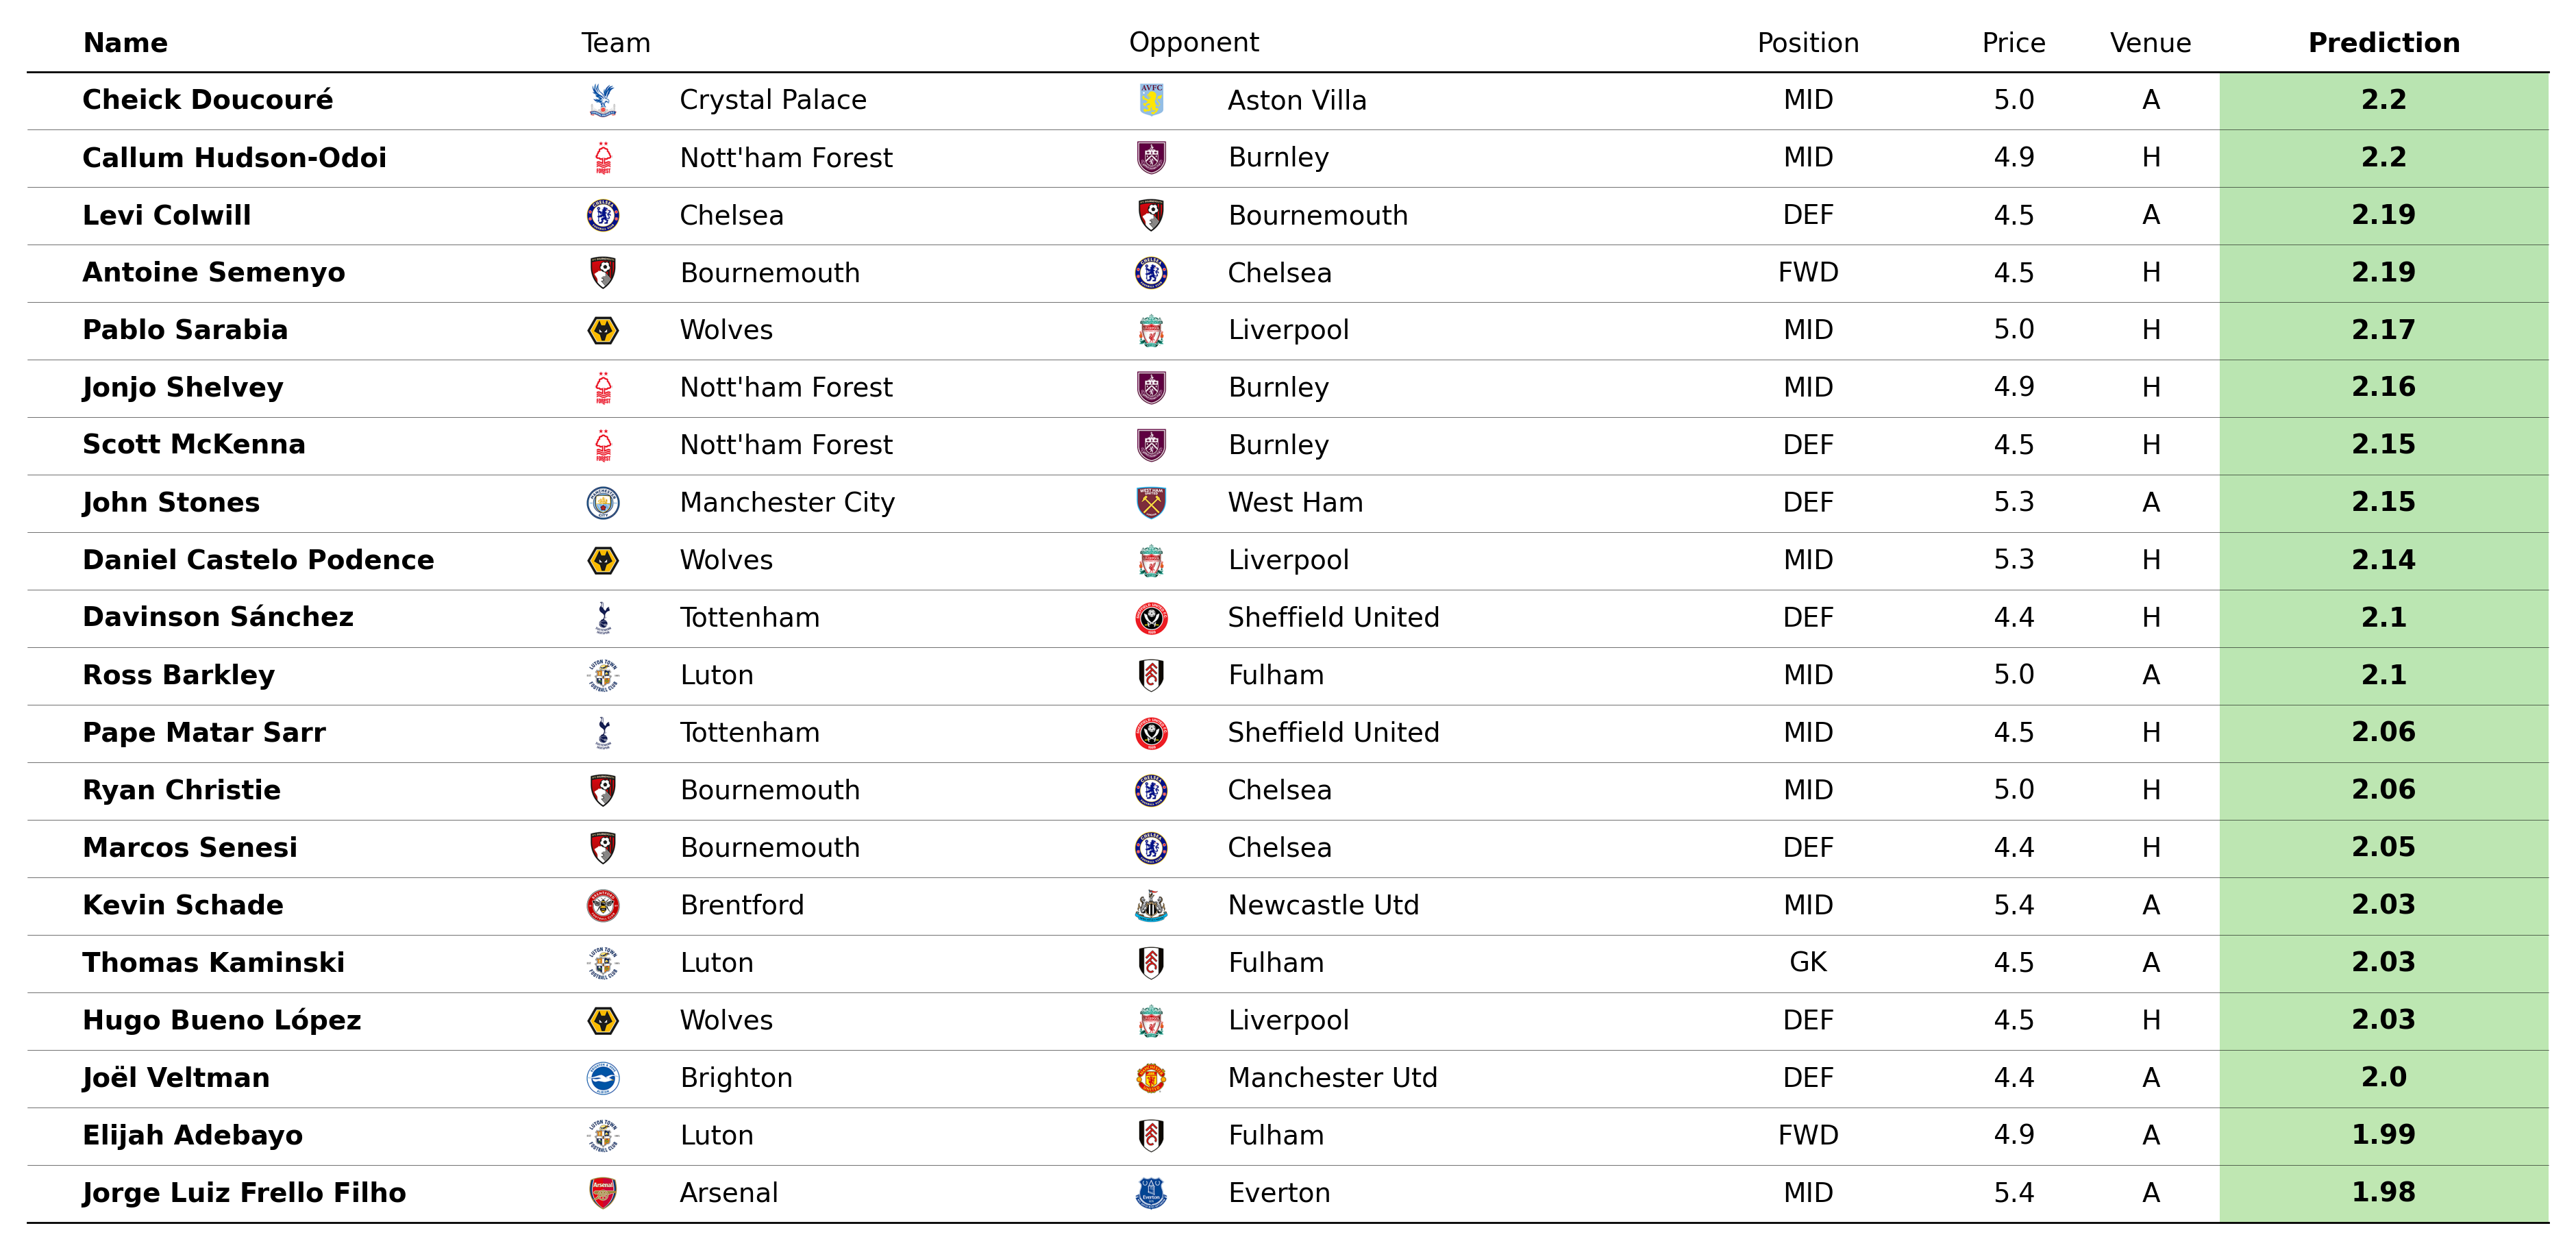 Name Team Opponent Position Price Venue Prediction
Cheick Doucouré Crystal Palace Aston Villa MID 5.0 A 2.2
Callum Hudson-Odoi Nott'ham Forest Burnley MID 4.9 H 2.2
Levi Colwill Chelsea Bournemouth DEF 4.5 A 2.19
Antoine Semenyo Bournemouth Chelsea FWD 4.5 H 2.19
Pablo Sarabia Wolves Liverpool MID 5.0 H 2.17
Jonjo Shelvey Nott'ham Forest Burnley MID 4.9 H 2.16
Scott McKenna Nott'ham Forest Burnley DEF 4.5 H 2.15
John Stones Manchester City West Ham DEF 5.3 A 2.15
Daniel Castelo Podence Wolves Liverpool MID 5.3 H 2.14
Davinson Sánchez Tottenham Sheffield United DEF 4.4 H 2.1
Ross Barkley Luton Fulham MID 5.0 A 2.1
Pape Matar Sarr Tottenham Sheffield United MID 4.5 H 2.06
Ryan Christie Bournemouth Chelsea MID 5.0 H 2.06
Marcos Senesi Bournemouth Chelsea DEF 4.4 H 2.05
Kevin Schade Brentford Newcastle Utd MID 5.4 A 2.03
Thomas Kaminski Luton Fulham GK 4.5 A 2.03
Hugo Bueno López Wolves Liverpool DEF 4.5 H 2.03
Joël Veltman Brighton Manchester Utd DEF 4.4 A 2.0
Elijah Adebayo Luton Fulham FWD 4.9 A 1.99
Jorge Luiz Frello Filho Arsenal Everton MID 5.4 A 1.98